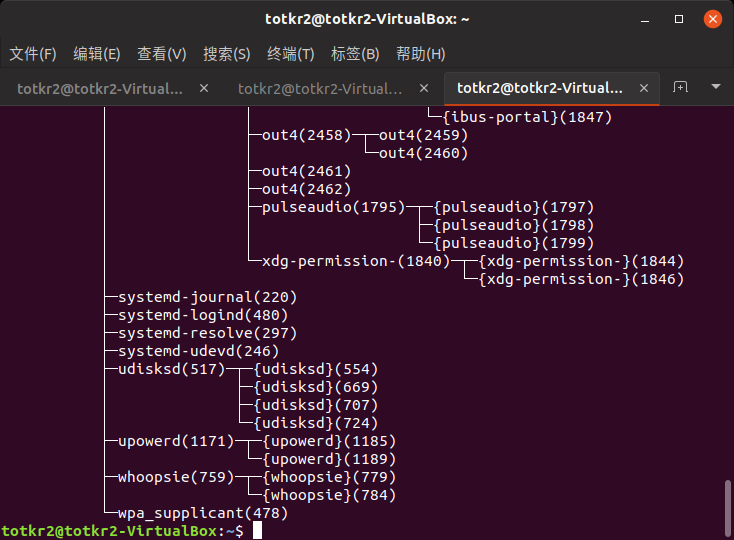 totkr2@totkr2-VirtualBox: ~
文件(F) 编辑(E) 查看(V) 搜索(S) 终端(T) 标签(B) 帮助(H)
totkr2@totkr2-Virtual... totkr2@totkr2-Virtual... totkr2@totkr2-Virtual...
│ │ └─{ibus-portal}(1847)
│ ├─out4(2458)─┬─out4(2459)
│ │ └─out4(2460)
│ ├─out4(2461)
│ ├─out4(2462)
│ ├─pulseaudio(1795)─┬─{pulseaudio}(1797)
│ │ ├─{pulseaudio}(1798)
│ │ └─{pulseaudio}(1799)
│ └─xdg-permission-(1840)─┬─{xdg-permission-}(1844)
│ └─{xdg-permission-}(1846)
├─systemd-journal(220)
├─systemd-logind(480)
├─systemd-resolve(297)
├─systemd-udevd(246)
├─udisksd(517)─┬─{udisksd}(554)
│ ├─{udisksd}(669)
│ ├─{udisksd}(707)
│ └─{udisksd}(724)
├─upowerd(1171)─┬─{upowerd}(1185)
│ └─{upowerd}(1189)
├─whoopsie(759)─┬─{whoopsie}(779)
│ └─{whoopsie}(784)
└─wpa_supplicant(478)
totkr2@totkr2-VirtualBox:~$